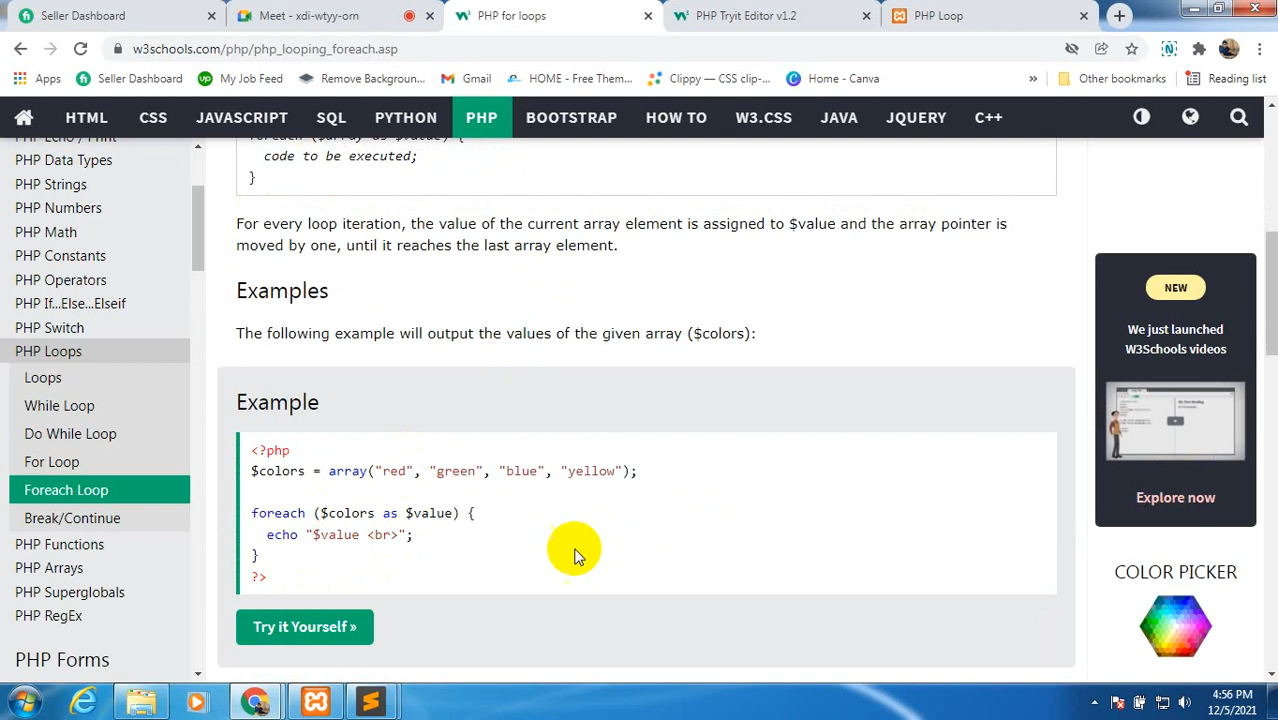 Seller Dashboard
Meet - xdi-wtyy-orn
PHP for loops
PHP Tryit Editor v1.2
PHP Loop
w3schools.com/php/php_looping_foreach.asp
Apps
Seller Dashboard
My Job Feed
Remove Backgroun...
Gmail
HOME - Free Them...
Clippy — CSS clip-...
Home - Canva
»
Other bookmarks
Reading list
HTML
CSS
JAVASCRIPT
SQL
PYTHON
PHP
BOOTSTRAP
HOW TO
W3.CSS
JAVA
JQUERY
C++
PHP Echo / Print
PHP Data Types
PHP Strings
PHP Numbers
PHP Math
PHP Constants
PHP Operators
PHP If...Else...Elseif
PHP Switch
PHP Loops
Loops
While Loop
Do While Loop
For Loop
Foreach Loop
Break/Continue
PHP Functions
PHP Arrays
PHP Superglobals
PHP RegEx
PHP Forms
foreach ($array as $value) {
code to be executed;
}
For every loop iteration, the value of the current array element is assigned to $value and the array pointer is
moved by one, until it reaches the last array element.
Examples
The following example will output the values of the given array ($colors):
Example
<?php
$colors = array("red", "green", "blue", "yellow");
foreach ($colors as $value) {
echo "$value <br>";
}
?>
Try it Yourself »
NEW
We just launched
W3Schools videos
Explore now
COLOR PICKER
4:56 PM
12/5/2021